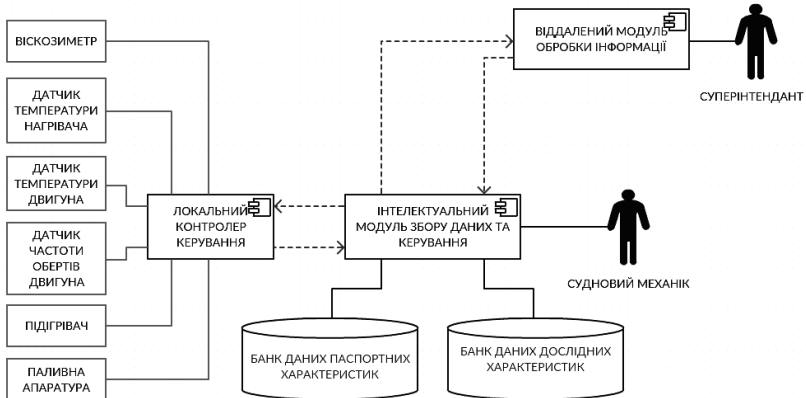 ВІСКОЗИМЕТР
ДАТЧИК
ТЕМПЕРАТУРИ
НАГРІВАЧА
ДАТЧИК
ТЕМПЕРАТУРИ
ДВИГУНА
ДАТЧИК
ЧАСТОТИ
ОБЕРТІВ
ДВИГУНА
ПІДІГРІВАЧ
ПАЛИВНА
АПАРАТУРА
ЛОКАЛЬНИЙ
КОНТРОЛЕР
КЕРУВАННЯ
ІНТЕЛЕКТУАЛЬНИЙ
МОДУЛЬ ЗБОРУ ДАНИХ ТА
КЕРУВАННЯ
ВІДДАЛЕНИЙ МОДУЛЬ
ОБРОБКИ ІНФОРМАЦІЇ
СУПЕРІНТЕНДАНТ
СУДНОВИЙ МЕХАНІК
БАНК ДАНИХ ПАСПОРТНИХ
ХАРАКТЕРИСТИК
БАНК ДАНИХ ДОСЛІДНИХ
ХАРАКТЕРИСТИК